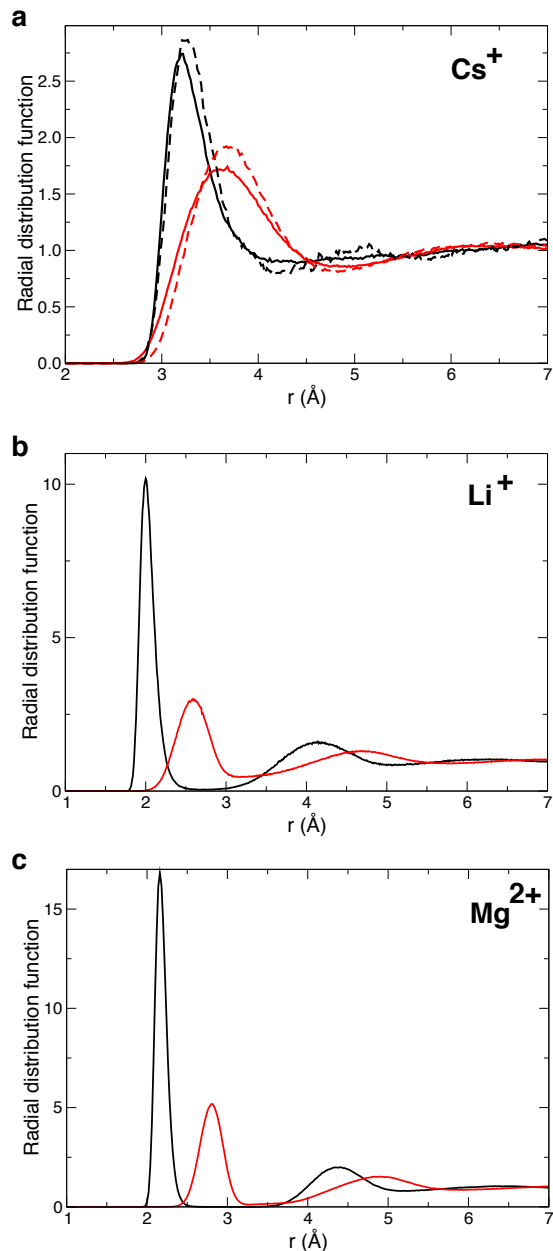 a
Cs+
Radial distribution function
2.5
2.0
1.5
1.0
0.5
0.0
2 3 4 5 6 7
r (Å)
b
Li+
Radial distribution function
10
5
0
1 2 3 4 5 6 7
r (Å)
c
Mg2+
Radial distribution function
15
10
5
0
1 2 3 4 5 6 7
r (Å)